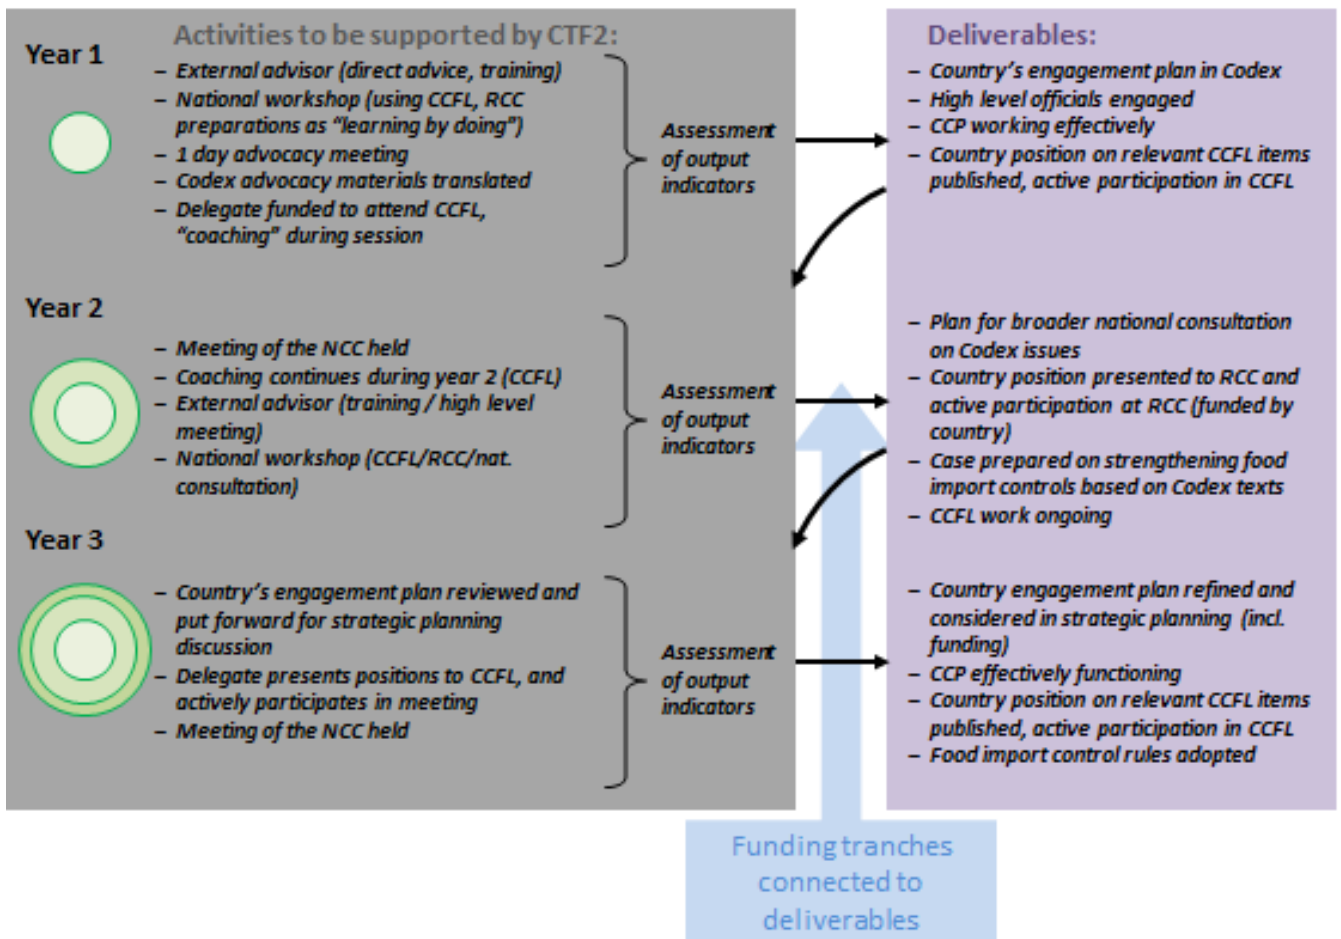 Activities to be supported by CTF2:
Year 1
– External advisor (direct advice, training)
– National workshop (using CCFL, RCC
preparations as “learning by doing”)
– 1 day advocacy meeting
– Codex advocacy materials translated
– Delegate funded to attend CCFL,
“coaching” during session
Assessment
of output
indicators
Deliverables:
– Country’s engagement plan in Codex
– High level officials engaged
– CCP working effectively
– Country position on relevant CCFL items
published, active participation in CCFL
Year 2
– Meeting of the NCC held
– Coaching continues during year 2 (CCFL)
– External advisor (training / high level
meeting)
– National workshop (CCFL/RCC/nat.
consultation)
Assessment
of output
indicators
– Plan for broader national consultation
on Codex issues
– Country position presented to RCC and
active participation at RCC (funded by
country)
– Case prepared on strengthening food
import controls based on Codex texts
– CCFL work ongoing
Year 3
– Country’s engagement plan reviewed and
put forward for strategic planning
discussion
– Delegate presents positions to CCFL, and
actively participates in meeting
– Meeting of the NCC held
Assessment
of output
indicators
– Country engagement plan refined and
considered in strategic planning (incl.
funding)
– CCP effectively functioning
– Country position on relevant CCFL items
published, active participation in CCFL
– Food import control rules adopted
Funding tranches
connected to
deliverables